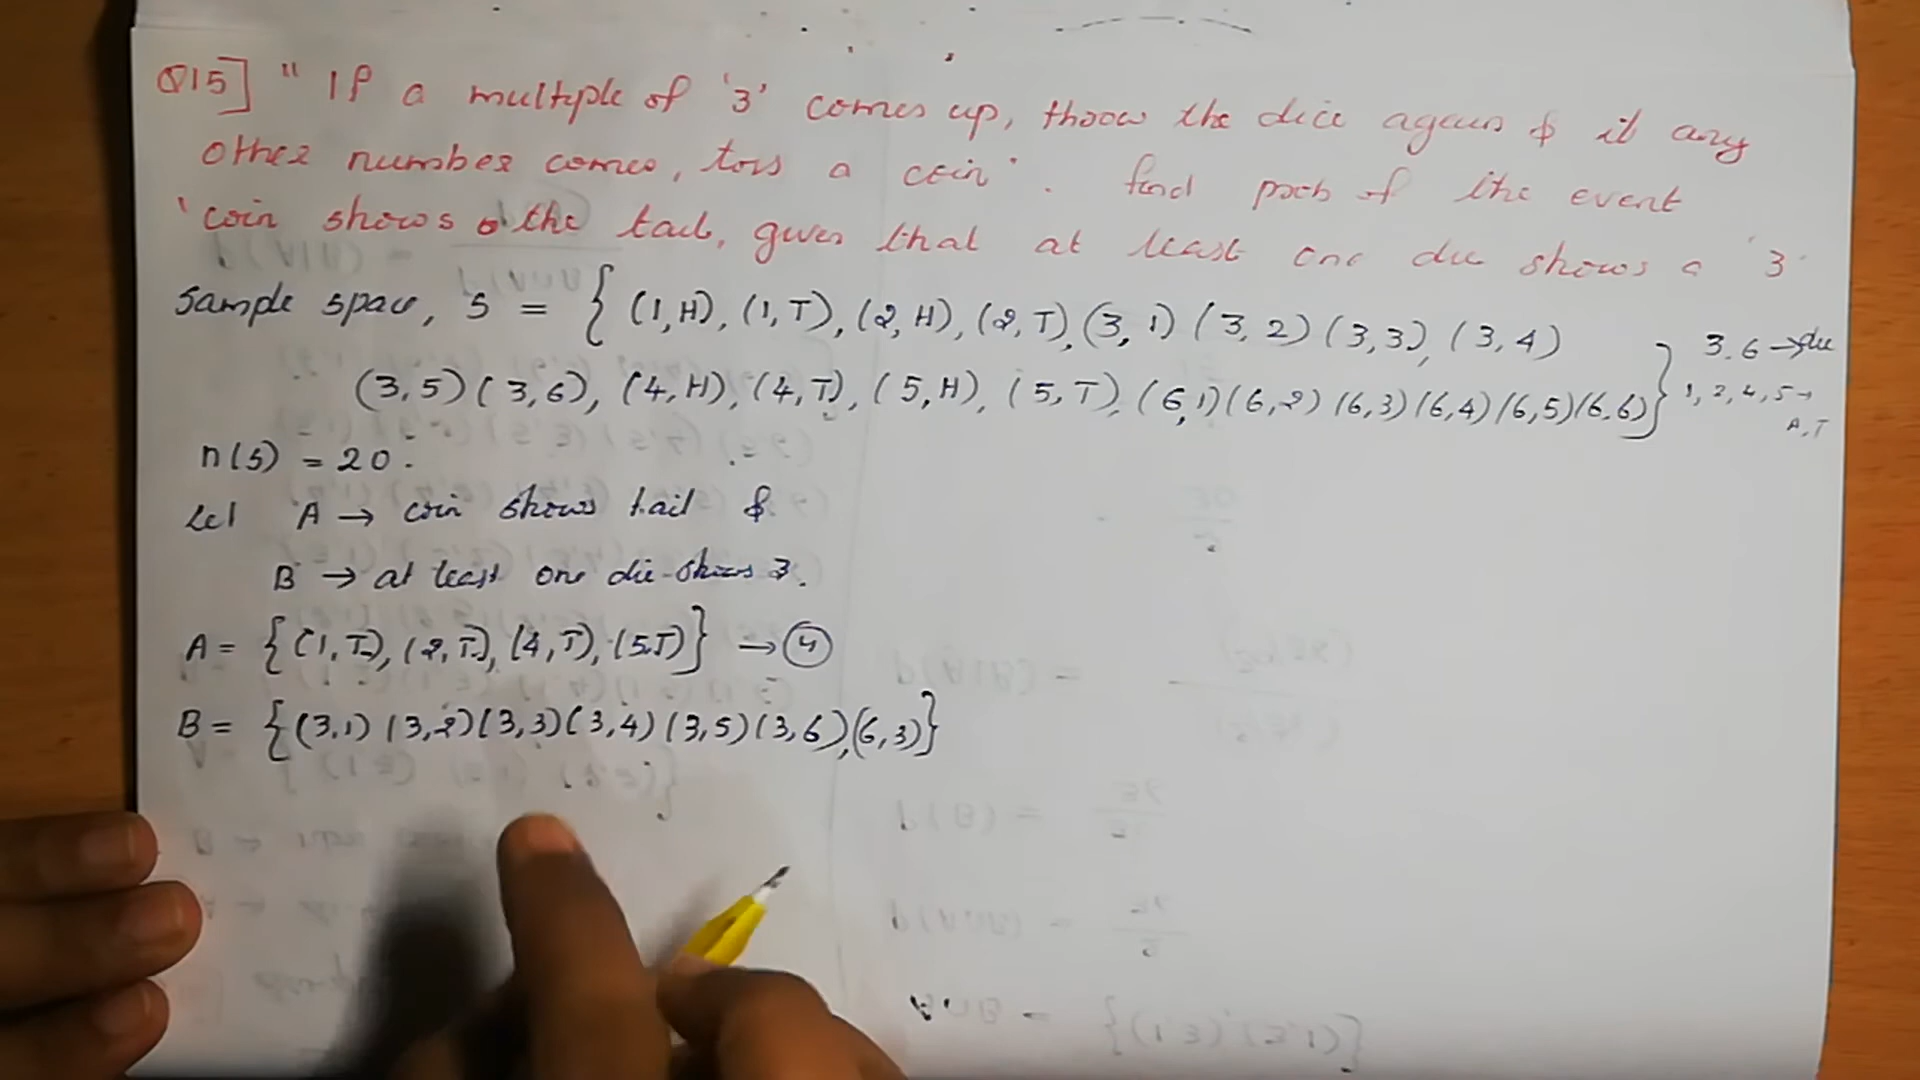 Q15] " If a multiple of '3' comes up, throw the dice again & if any
other number comes, toss a coin". find prob of the event
'coin shows the tail, given that at least one die shows a '3'
Sample space, S = { (1,H), (1,T), (2,H), (2,T), (3,1) (3,2) (3,3), (3,4)
(3,5) (3,6), (4,H), (4,T), (5,H), (5,T), (6,1) (6,2) (6,3) (6,4) (6,5) (6,6) }
3.6 → die
1, 2, 4, 5 →
H, T
n(S) = 20.
Let A → coin shows tail &
B → at least one die shows 3.
A = { (1,T), (2,T), (4,T), (5,T) } → 4
B = { (3,1) (3,2) (3,3) (3,4) (3,5) (3,6), (6,3) }